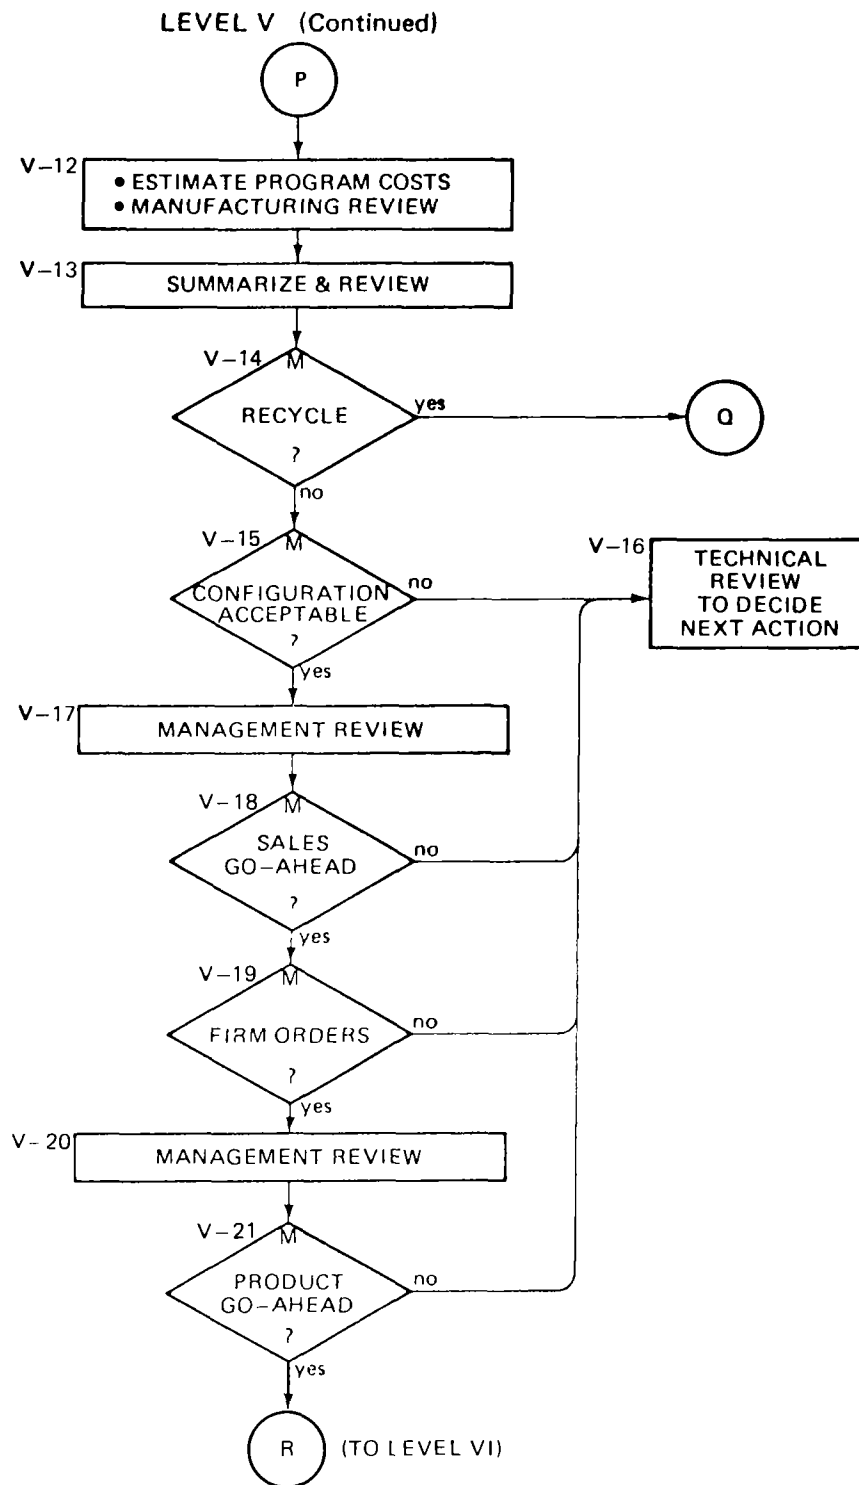 LEVEL V (Continued)
P
V-12
• ESTIMATE PROGRAM COSTS
• MANUFACTURING REVIEW
V-13
SUMMARIZE & REVIEW
V-14
M
RECYCLE
?
yes
Q
no
V-15
M
CONFIGURATION
ACCEPTABLE
?
no
V-16
TECHNICAL
REVIEW
TO DECIDE
NEXT ACTION
yes
V-17
MANAGEMENT REVIEW
V-18
M
SALES
GO-AHEAD
?
no
yes
V-19
M
FIRM ORDERS
?
no
yes
V-20
MANAGEMENT REVIEW
V-21
M
PRODUCT
GO-AHEAD
?
no
yes
R
(TO LEVEL VI)